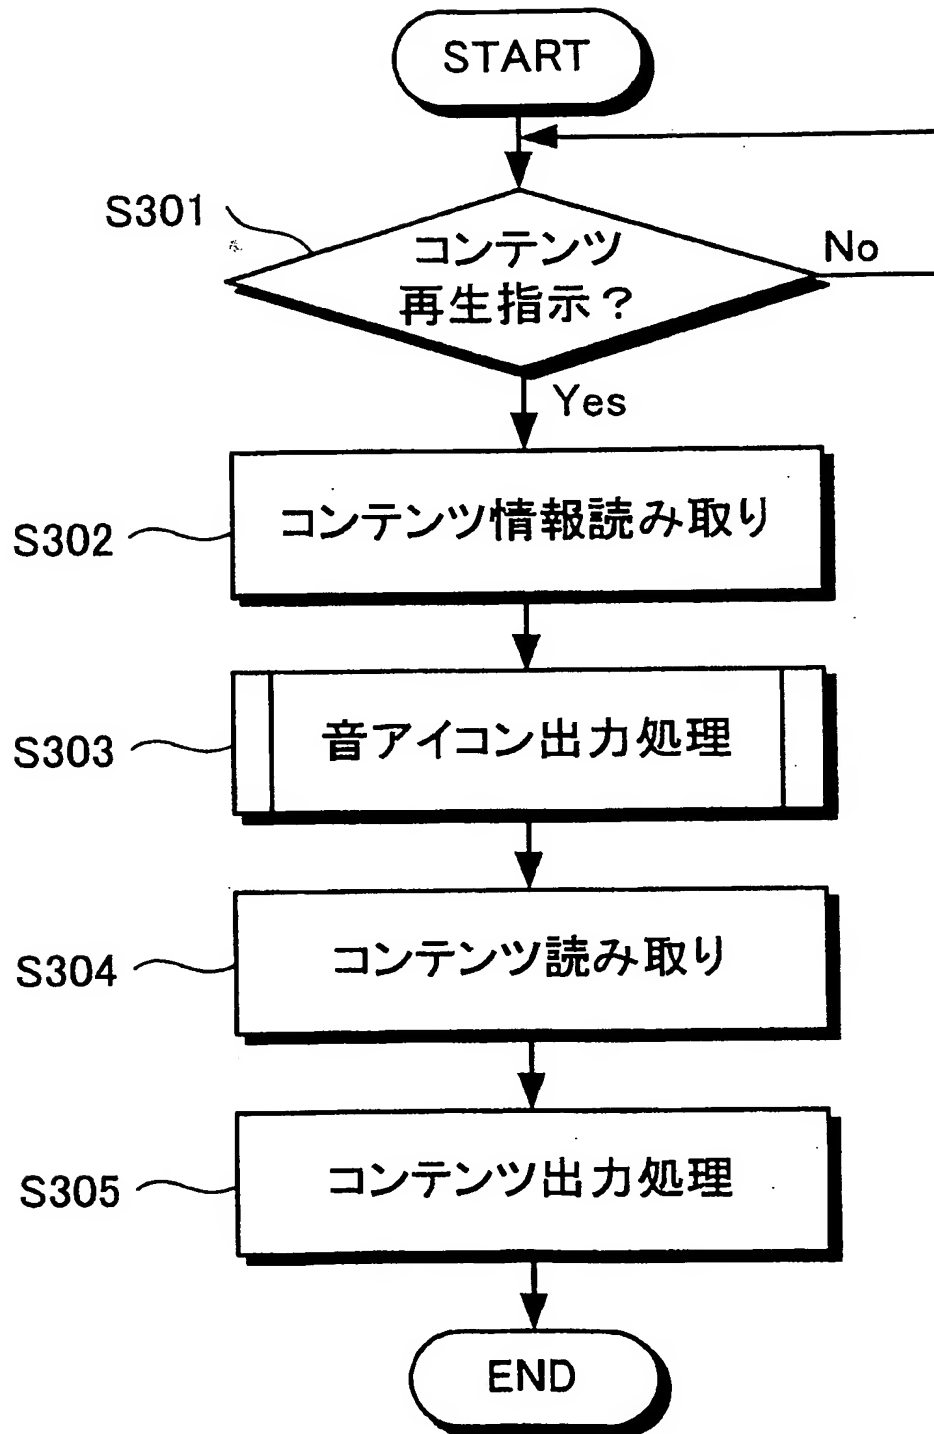 START
S301
コンテンツ
再生指示？
No
Yes
S302
コンテンツ情報読み取り
S303
音アイコン出力処理
S304
コンテンツ読み取り
S305
コンテンツ出力処理
END